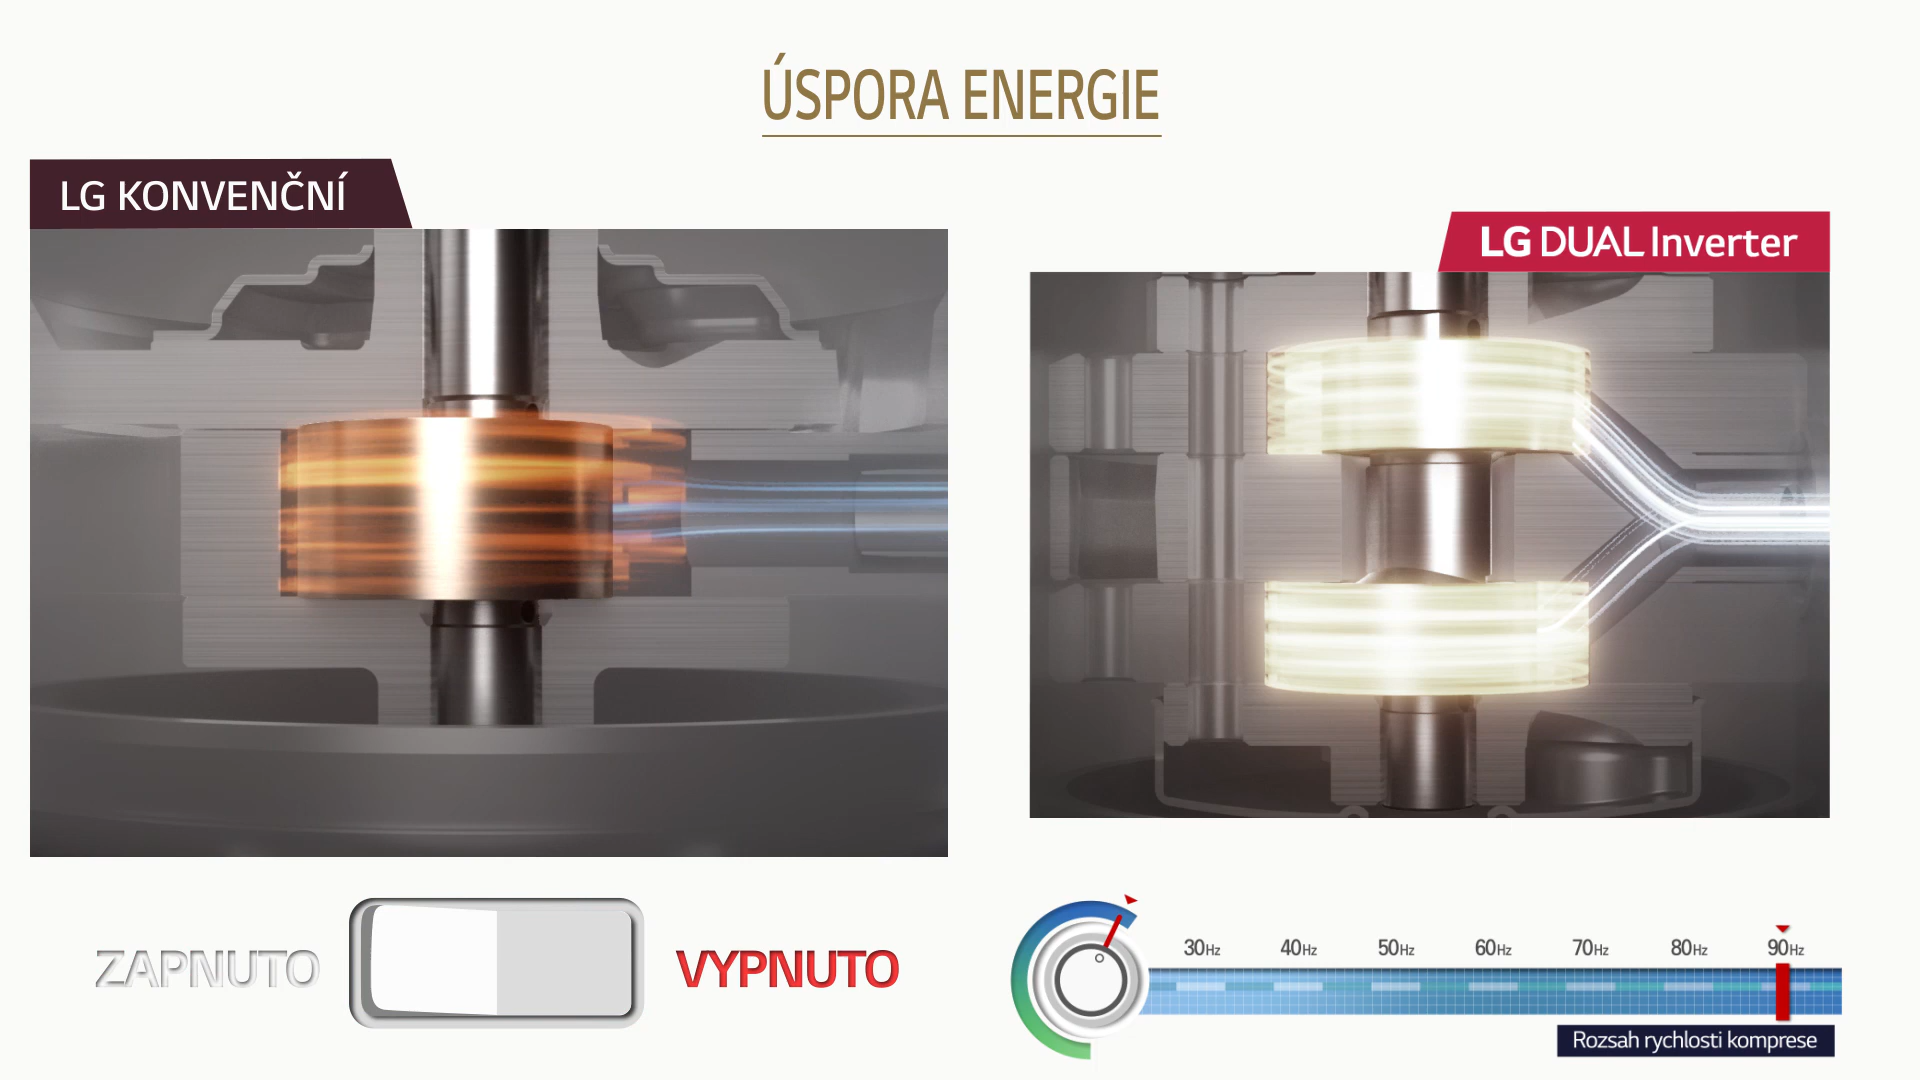 ÚSPORA ENERGIE
LG KONVENČNÍ
LG DUAL Inverter
ZAPNUTO
VYPNUTO
30Hz 40Hz 50Hz 60Hz 70Hz 80Hz 90Hz
Rozsah rychlosti komprese